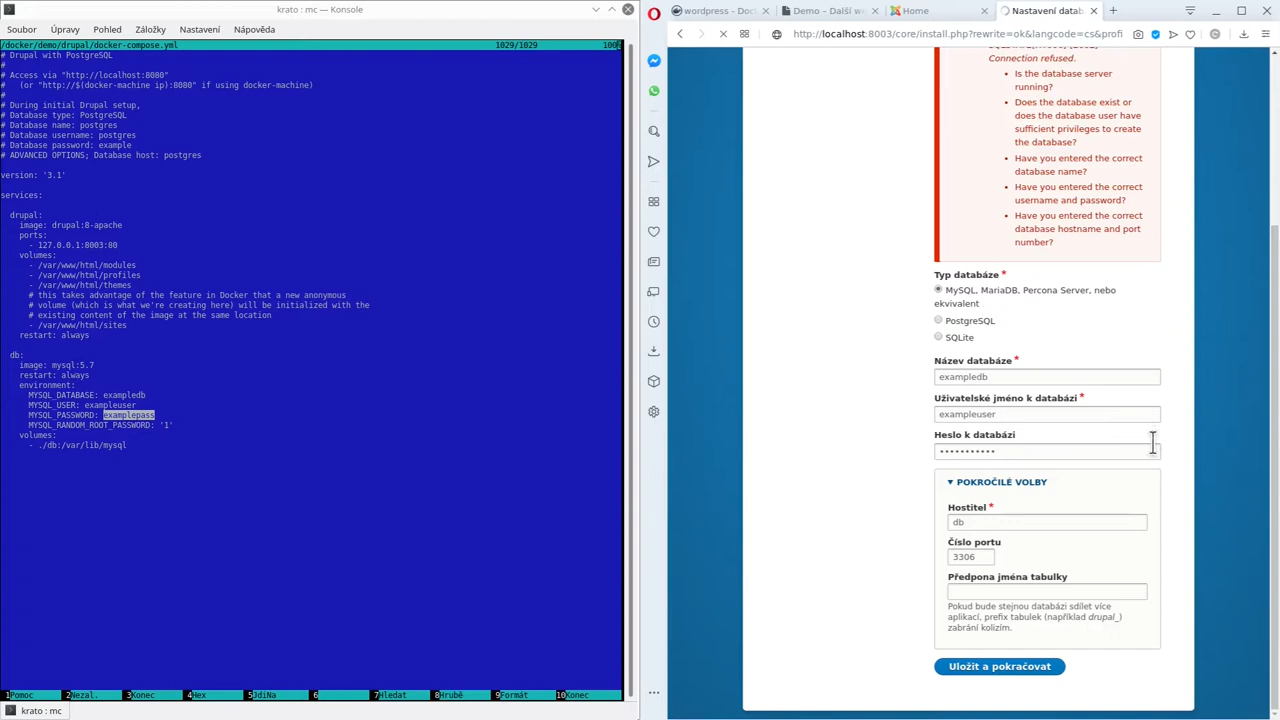 krato : mc — Konsole
Soubor Úpravy Pohled Záložky Nastavení Nápověda
/docker/demo/drupal/docker-compose.yml 1029/1029 100%
# Drupal with PostgreSQL
#
# Access via "http://localhost:8080"
#   (or "http://$(docker-machine ip):8080" if using docker-machine)
#
# During initial Drupal setup,
# Database type: PostgreSQL
# Database name: postgres
# Database username: postgres
# Database password: example
# ADVANCED OPTIONS; Database host: postgres
version: '3.1'
services:
  drupal:
    image: drupal:8-apache
    ports:
      - 127.0.0.1:8003:80
    volumes:
      - /var/www/html/modules
      - /var/www/html/profiles
      - /var/www/html/themes
      # this takes advantage of the feature in Docker that a new anonymous
      # volume (which is what we're creating here) will be initialized with the
      # existing content of the image at the same location
      - /var/www/html/sites
    restart: always
  db:
    image: mysql:5.7
    restart: always
    environment:
      MYSQL_DATABASE: exampledb
      MYSQL_USER: exampleuser
      MYSQL_PASSWORD: examplepass
      MYSQL_RANDOM_ROOT_PASSWORD: '1'
    volumes:
      - ./db:/var/lib/mysql
1Pomoc 2Nezal. 3Konec 4Hex 5JdiNa 6 7Hledat 8Hrubě 9Formát 10Konec
krato : mc
wordpress - Doc
Demo – Další we
Home
Nastavení datab
localhost:8003/core/install.php?rewrite=ok&langcode=cs&profi
Connection refused.
• Is the database server
running?
• Does the database exist or
does the database user have
sufficient privileges to create
the database?
• Have you entered the correct
database name?
• Have you entered the correct
username and password?
• Have you entered the correct
database hostname and port
number?
Typ databáze *
MySQL, MariaDB, Percona Server, nebo
ekvivalent
PostgreSQL
SQLite
Název databáze *
exampledb
Uživatelské jméno k databázi *
exampleuser
Heslo k databázi
•••••••••••
▼ POKROČILÉ VOLBY
Hostitel *
db
Číslo portu
3306
Předpona jména tabulky
Pokud bude stejnou databázi sdílet více
aplikací, prefix tabulek (například drupal_)
zabrání kolizím.
Uložit a pokračovat